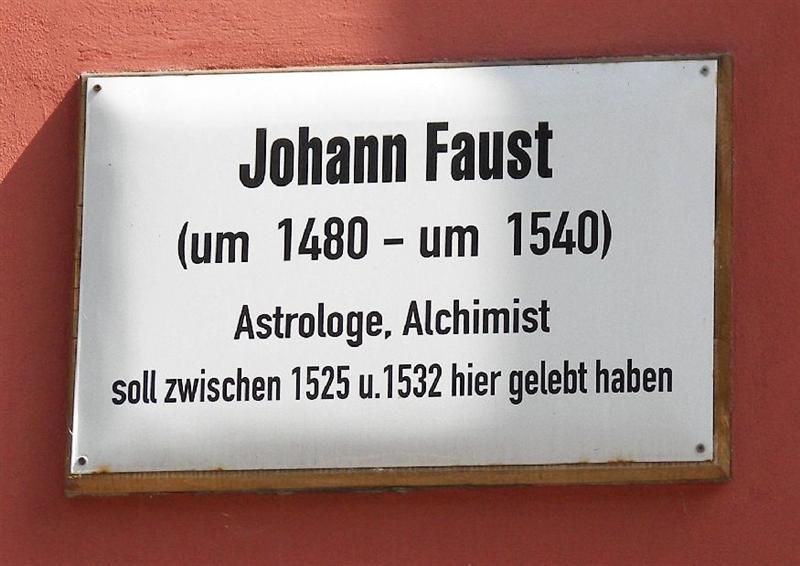 Johann Faust
(um 1480 – um 1540)
Astrologe, Alchimist
soll zwischen 1525 u.1532 hier gelebt haben